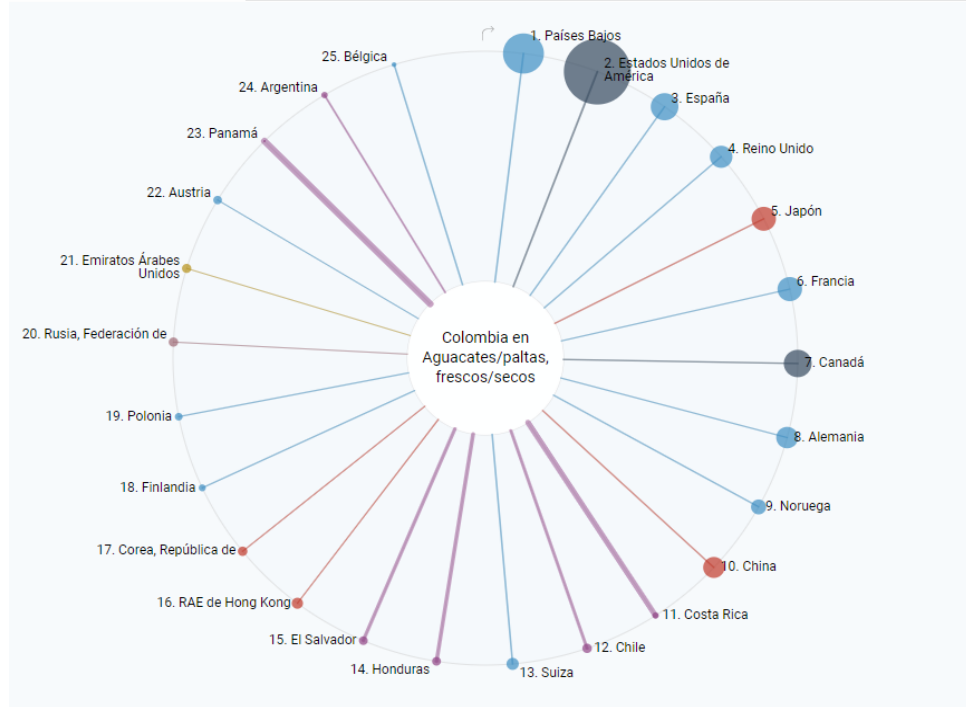 Colombia en
Aguacates/paltas,
frescos/secos
1. Países Bajos
2. Estados Unidos de
América
3. España
4. Reino Unido
5. Japón
6. Francia
7. Canadá
8. Alemania
9. Noruega
10. China
11. Costa Rica
12. Chile
13. Suiza
14. Honduras
15. El Salvador
16. RAE de Hong Kong
17. Corea, República de
18. Finlandia
19. Polonia
20. Rusia, Federación de
21. Emiratos Árabes
Unidos
22. Austria
23. Panamá
24. Argentina
25. Bélgica